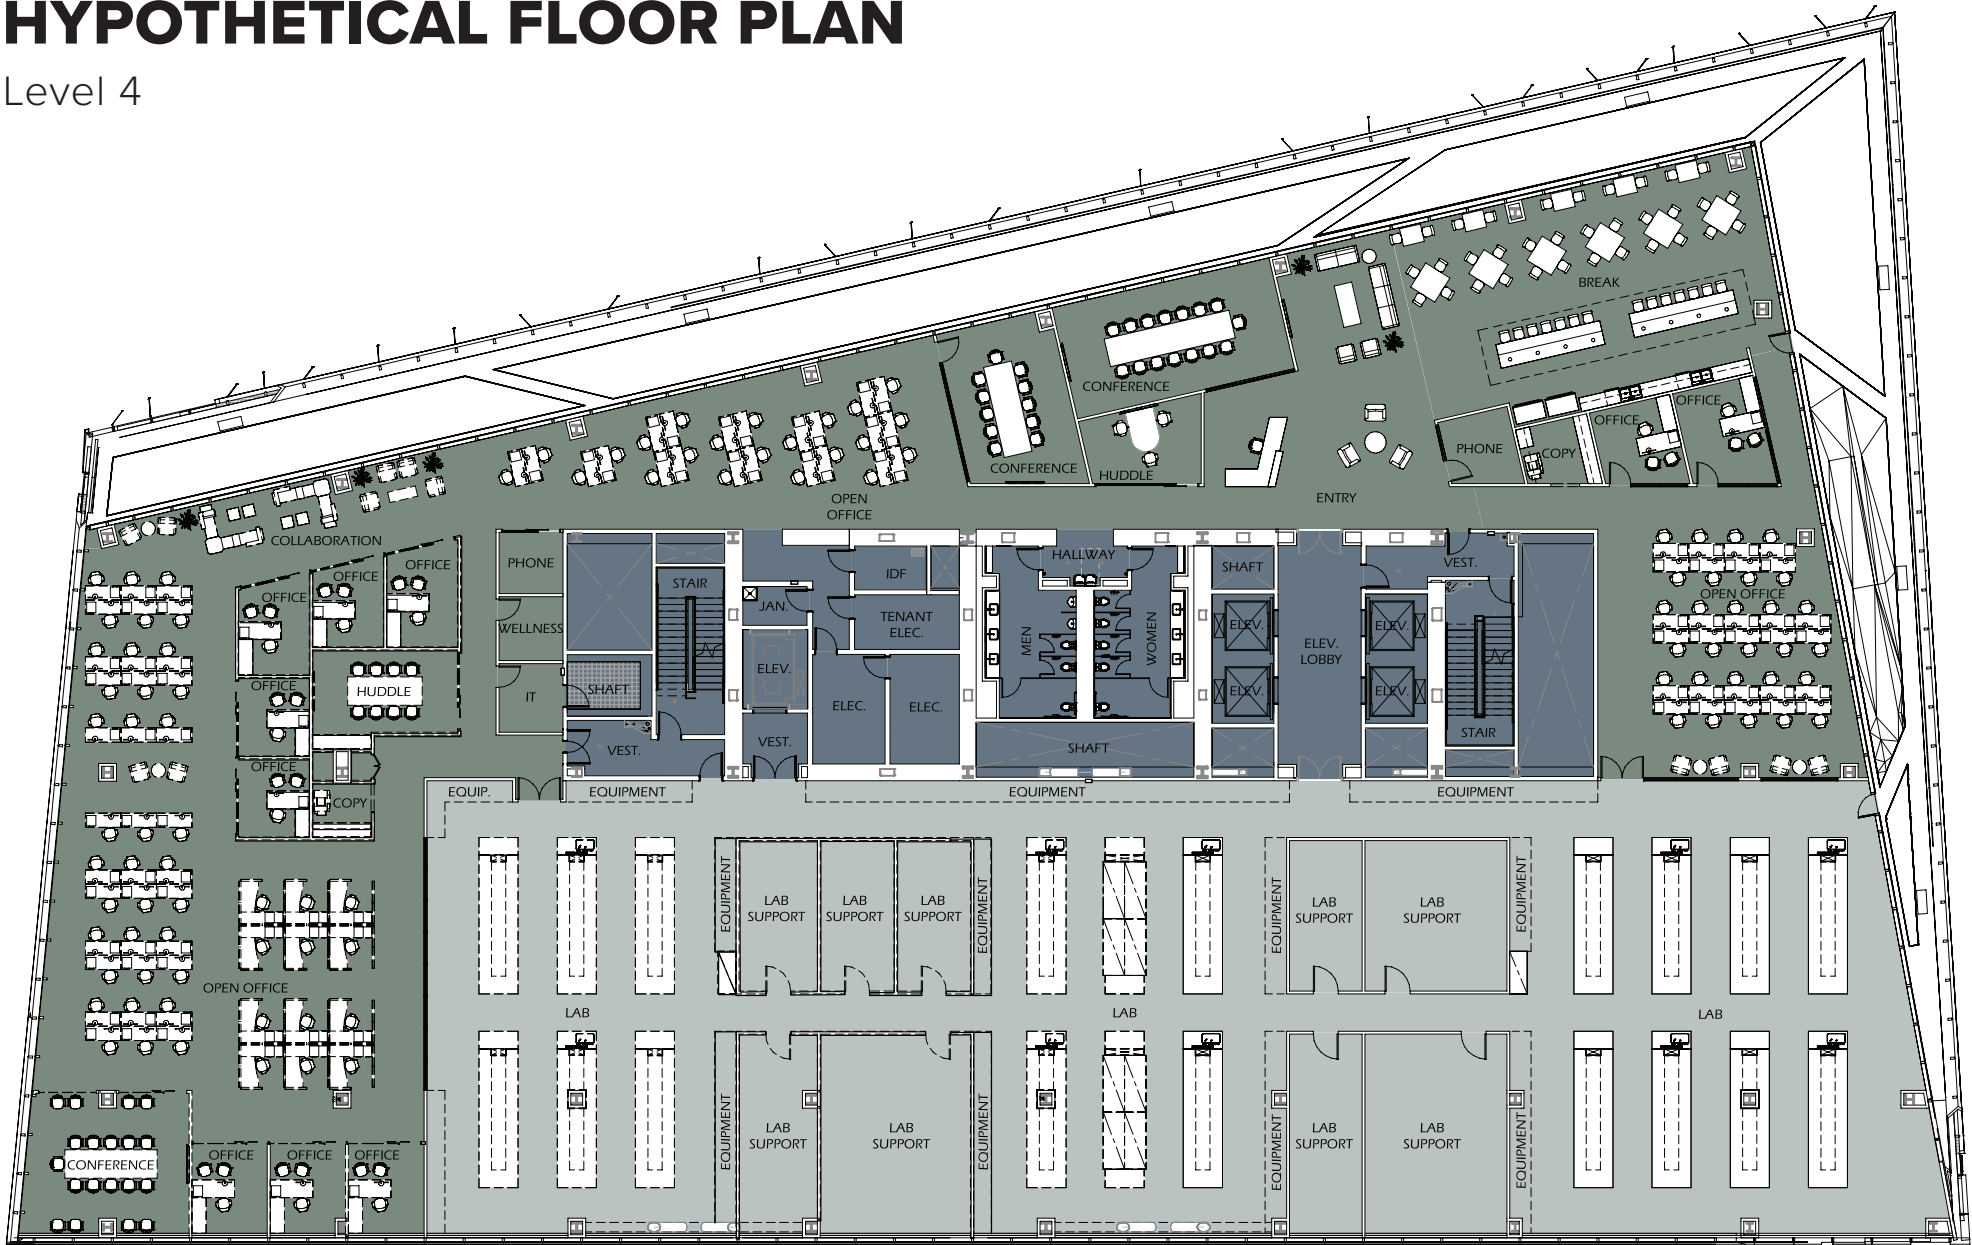 HYPOTHETICAL FLOOR PLAN
Level 4
BREAK
CONFERENCE
CONFERENCE
HUDDLE
OFFICE
OFFICE
PHONE
COPY
ENTRY
OPEN
OFFICE
COLLABORATION
OFFICE
OFFICE
OFFICE
PHONE
WELLNESS
IT
HUDDLE
OFFICE
OFFICE
COPY
STAIR
SHAFT
VEST.
JAN.
IDF
TENANT
ELEC.
ELEV.
ELEC.
ELEC.
VEST.
HALLWAY
MEN
WOMEN
SHAFT
SHAFT
ELEV.
ELEV.
ELEV.
LOBBY
ELEV.
ELEV.
VEST.
STAIR
OPEN OFFICE
EQUIP.
EQUIPMENT
EQUIPMENT
EQUIPMENT
EQUIPMENT
LAB
SUPPORT
LAB
SUPPORT
LAB
SUPPORT
EQUIPMENT
EQUIPMENT
LAB
SUPPORT
LAB
SUPPORT
EQUIPMENT
OPEN OFFICE
LAB
LAB
LAB
EQUIPMENT
LAB
SUPPORT
LAB
SUPPORT
EQUIPMENT
EQUIPMENT
LAB
SUPPORT
LAB
SUPPORT
EQUIPMENT
CONFERENCE
OFFICE
OFFICE
OFFICE